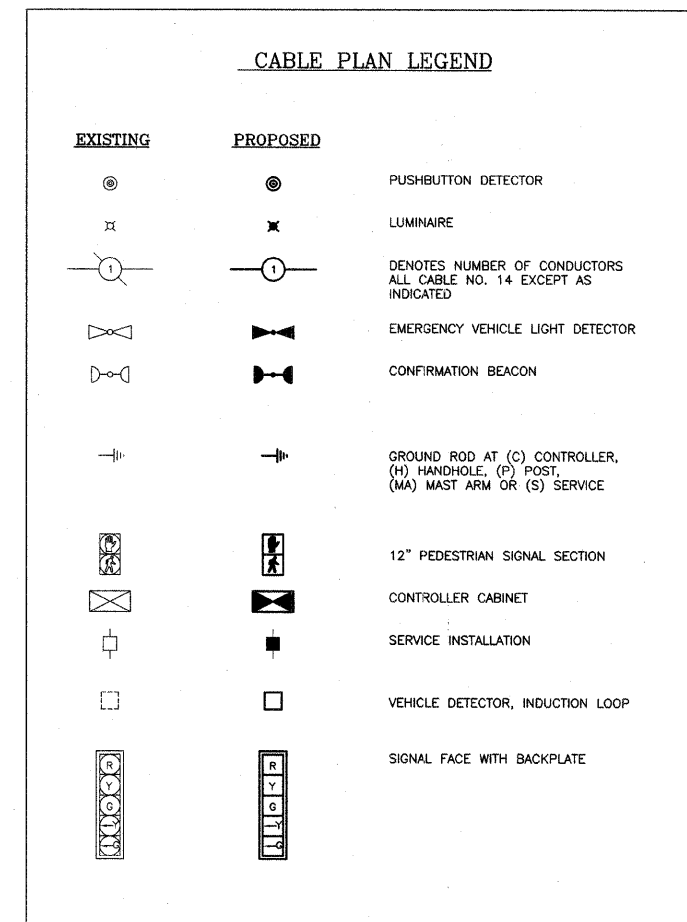 CABLE PLAN LEGEND
EXISTING PROPOSED
PUSHBUTTON DETECTOR
LUMINAIRE
1 1 DENOTES NUMBER OF CONDUCTORS
ALL CABLE NO. 14 EXCEPT AS
INDICATED
EMERGENCY VEHICLE LIGHT DETECTOR
CONFIRMATION BEACON
GROUND ROD AT (C) CONTROLLER,
(H) HANDHOLE, (P) POST,
(MA) MAST ARM OR (S) SERVICE
12" PEDESTRIAN SIGNAL SECTION
CONTROLLER CABINET
SERVICE INSTALLATION
VEHICLE DETECTOR, INDUCTION LOOP
SIGNAL FACE WITH BACKPLATE
R R
Y Y
G G
Y Y
G G